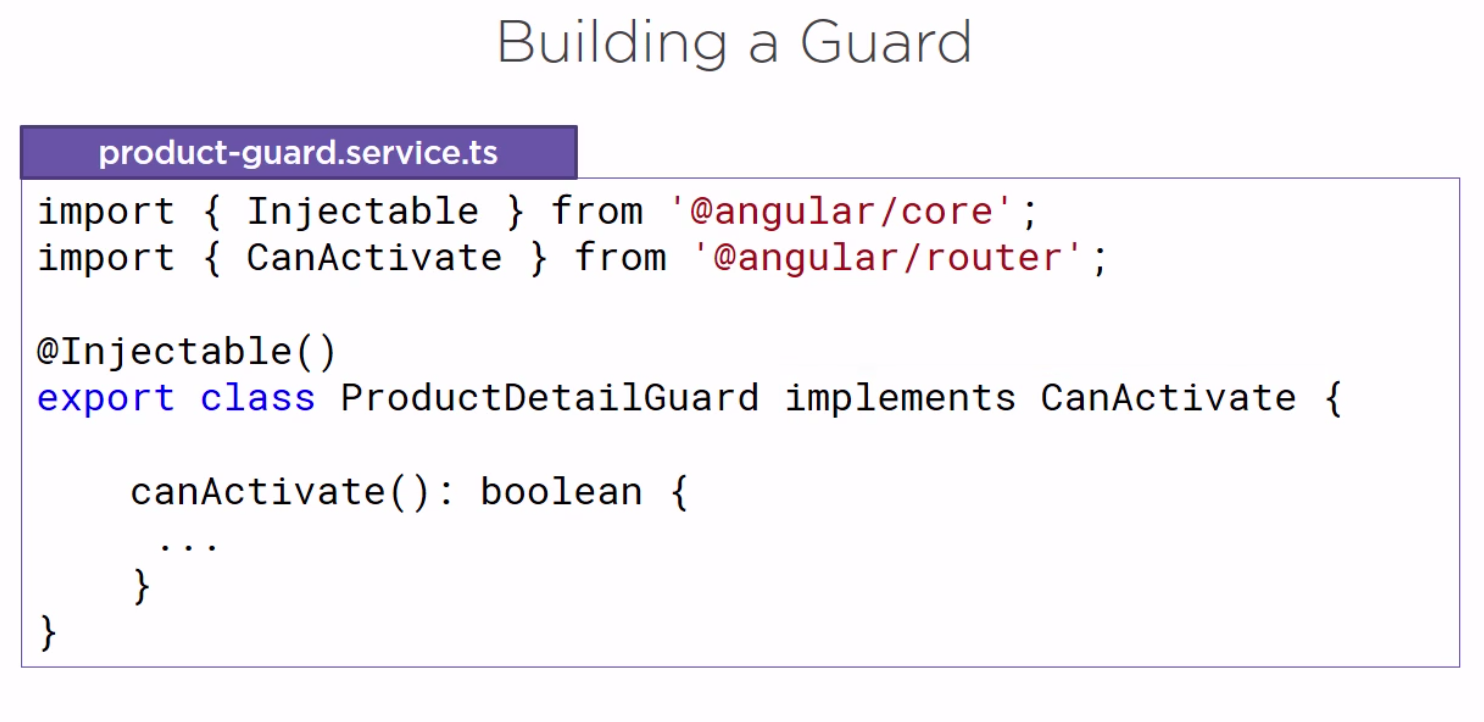 Building a Guard
product-guard.service.ts
import { Injectable } from '@angular/core';
import { CanActivate } from '@angular/router';
@Injectable()
export class ProductDetailGuard implements CanActivate {
canActivate(): boolean {
...
}
}